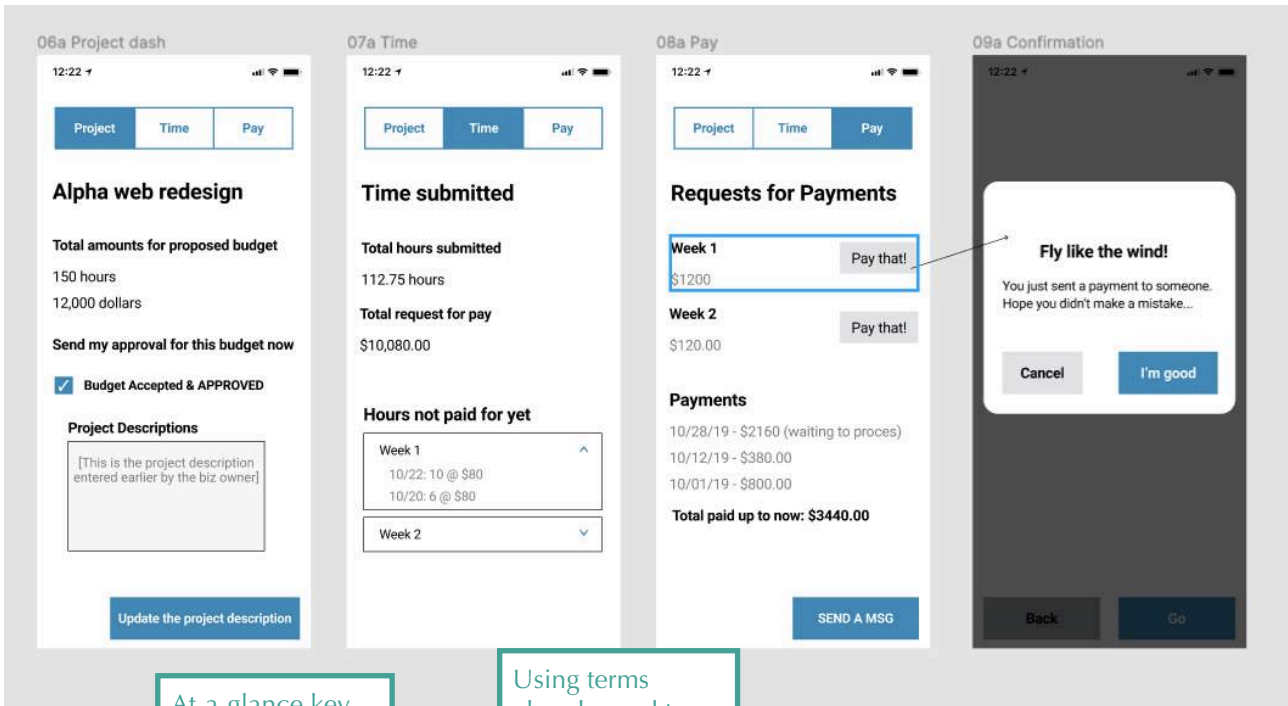 06a Project dash
12:22
Project Time Pay
Alpha web redesign
Total amounts for proposed budget
150 hours
12,000 dollars
Send my approval for this budget now
Budget Accepted & APPROVED
Project Descriptions
[This is the project description
entered earlier by the biz owner]
Update the project description
07a Time
12:22
Project Time Pay
Time submitted
Total hours submitted
112.75 hours
Total request for pay
$10,080.00
Hours not paid for yet
Week 1
10/22: 10 @ $80
10/20: 6 @ $80
Week 2
08a Pay
12:22
Project Time Pay
Requests for Payments
Week 1
Pay that!
$1200
Week 2
Pay that!
$120.00
Payments
10/28/19 - $2160 (waiting to proces)
10/12/19 - $380.00
10/01/19 - $800.00
Total paid up to now: $3440.00
SEND A MSG
09a Confirmation
12:22
Fly like the wind!
You just sent a payment to someone.
Hope you didn't make a mistake...
Cancel I'm good
Back Go
At a glance key
Using terms